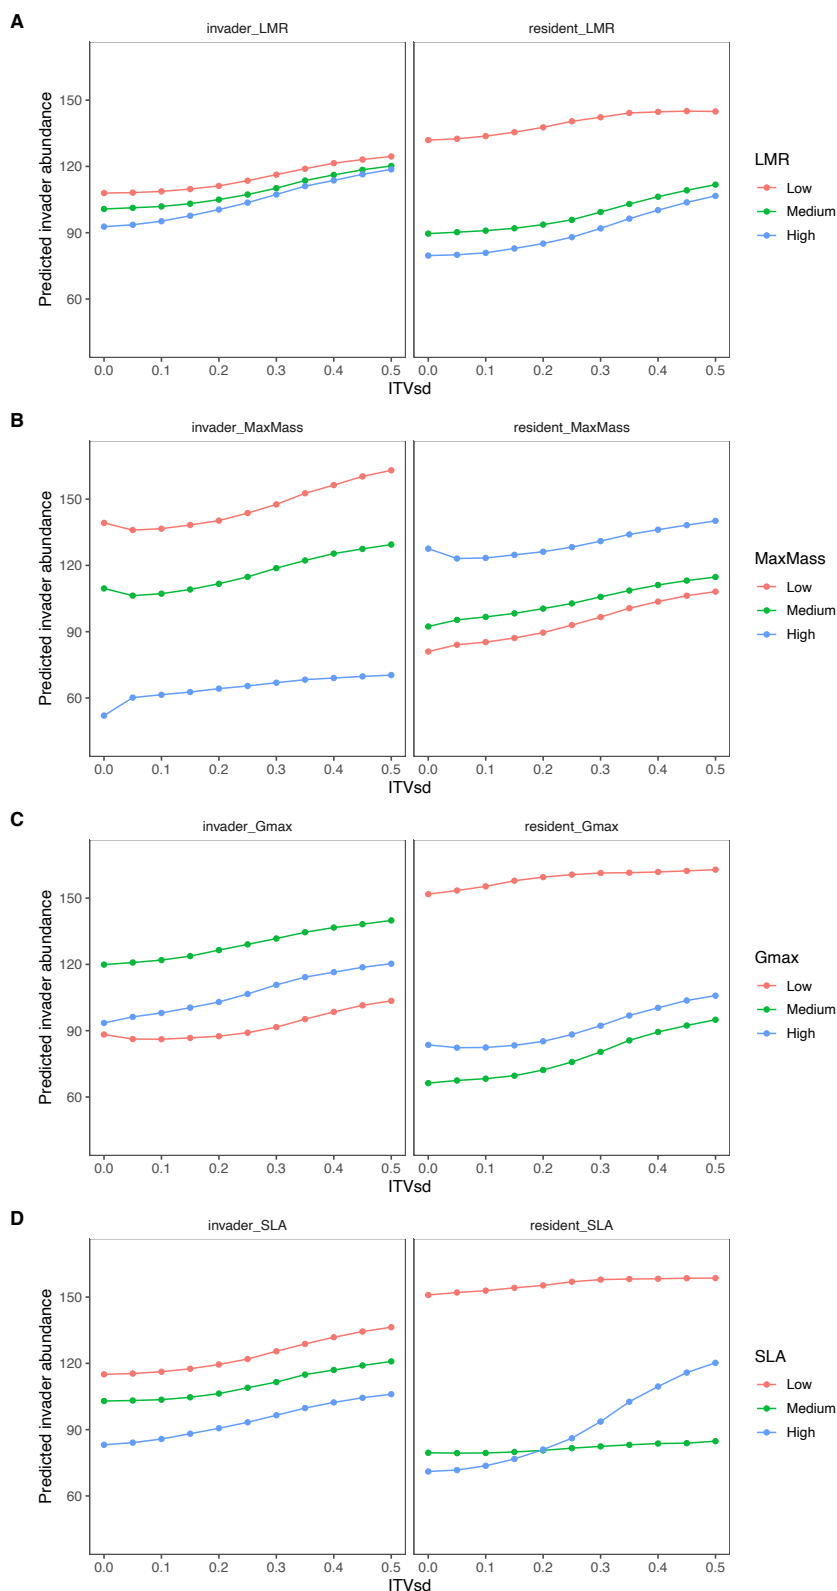 A
invader_LMR
resident_LMR
Predicted invader abundance
150
120
90
60
0.0 0.1 0.2 0.3 0.4 0.5
0.0 0.1 0.2 0.3 0.4 0.5
ITVsd
LMR
Low
Medium
High
B
invader_MaxMass
resident_MaxMass
Predicted invader abundance
150
120
90
60
0.0 0.1 0.2 0.3 0.4 0.5
0.0 0.1 0.2 0.3 0.4 0.5
ITVsd
MaxMass
Low
Medium
High
C
invader_Gmax
resident_Gmax
Predicted invader abundance
150
120
90
60
0.0 0.1 0.2 0.3 0.4 0.5
0.0 0.1 0.2 0.3 0.4 0.5
ITVsd
Gmax
Low
Medium
High
D
invader_SLA
resident_SLA
Predicted invader abundance
150
120
90
60
0.0 0.1 0.2 0.3 0.4 0.5
0.0 0.1 0.2 0.3 0.4 0.5
ITVsd
SLA
Low
Medium
High